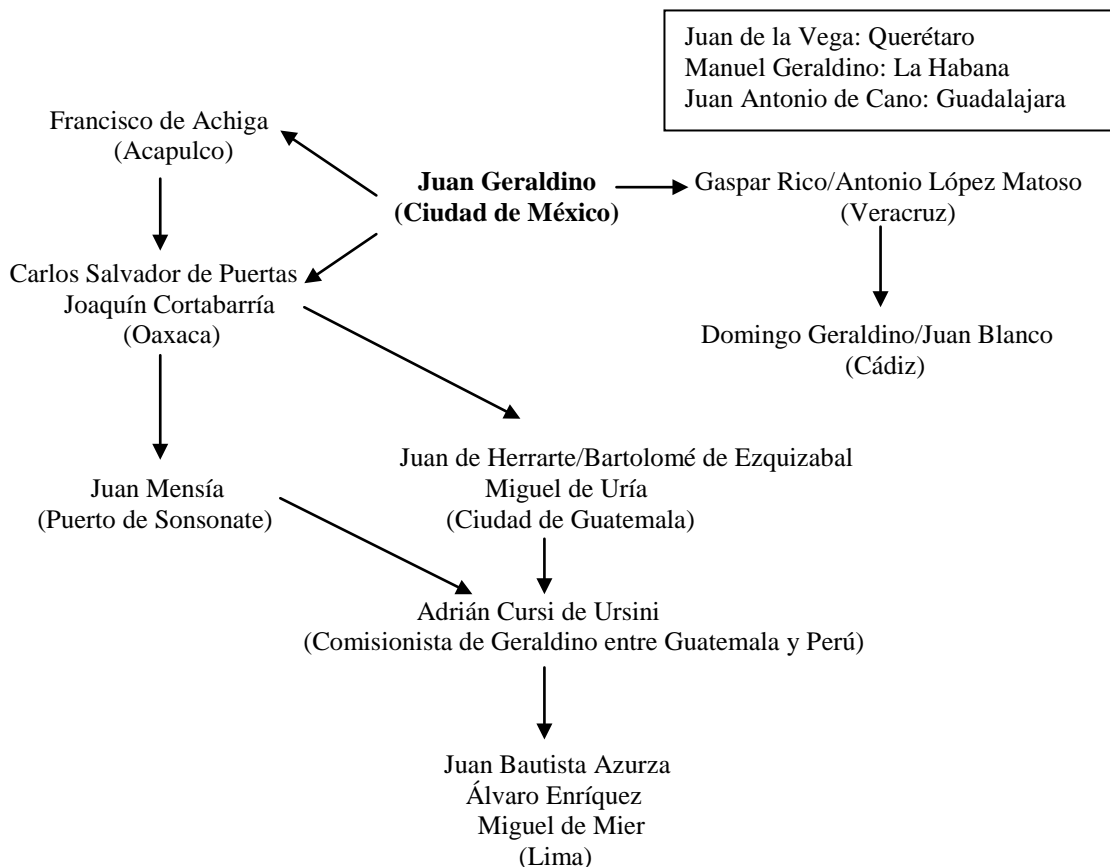 Juan de la Vega: Querétaro
Manuel Geraldino: La Habana
Juan Antonio de Cano: Guadalajara
Francisco de Achiga
(Acapulco)
Juan Geraldino
(Ciudad de México)
Gaspar Rico/Antonio López Matoso
(Veracruz)
Carlos Salvador de Puertas
Joaquín Cortabarría
(Oaxaca)
Domingo Geraldino/Juan Blanco
(Cádiz)
Juan Mensía
(Puerto de Sonsonate)
Juan de Herrarte/Bartolomé de Ezquizabal
Miguel de Uría
(Ciudad de Guatemala)
Adrián Cursi de Ursini
(Comisionista de Geraldino entre Guatemala y Perú)
Juan Bautista Azurza
Álvaro Enríquez
Miguel de Mier
(Lima)